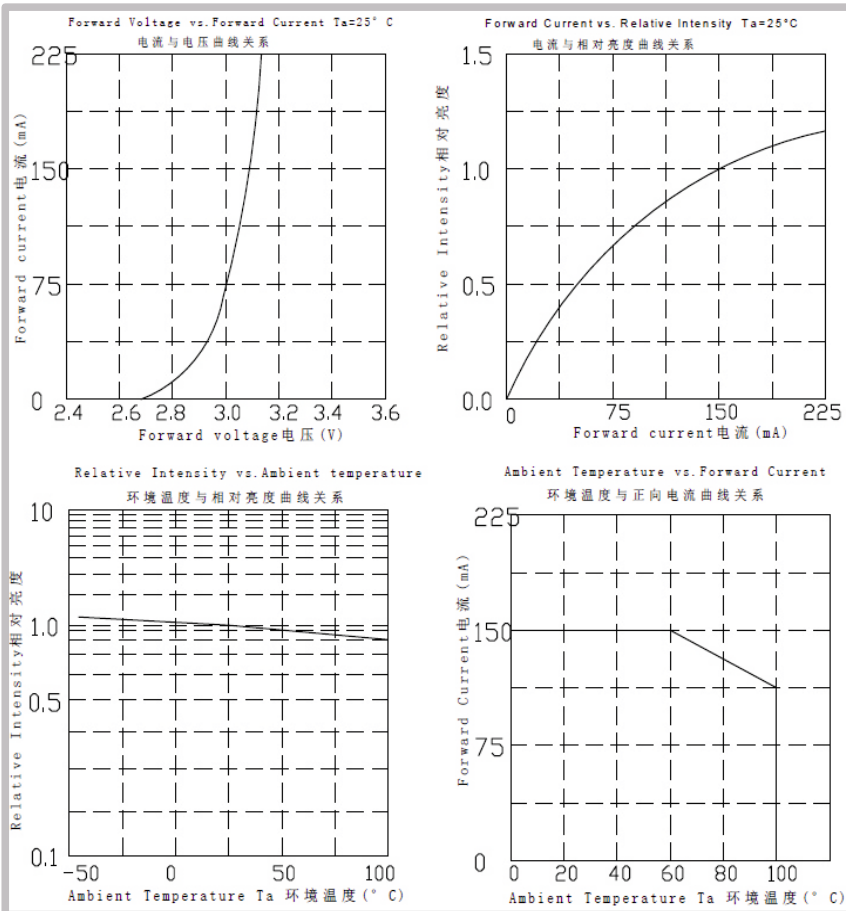 Forward Voltage vs.Forward Current Ta=25° C
电流与电压曲线关系
225
150
75
0
Forward current电流(mA)
2.4 2.6 2.8 3.0 3.2 3.4 3.6
Forward voltage电压(V)
Forward Current vs. Relative Intensity Ta=25°C
电流与相对亮度曲线关系
1.5
1.0
0.5
0.0
Relative Intensity相对亮度
0 75 150 225
Forward current电流(mA)
Relative Intensity vs.Ambient temperature
环境温度与相对亮度曲线关系
10
1.0
0.5
0.1
Relative Intensity相对亮度
-50 0 50 100
Ambient Temperature Ta 环境温度(° C)
Ambient Temperature vs.Forward Current
环境温度与正向电流曲线关系
225
150
75
0
Forward Current电流(mA)
0 20 40 60 80 100
Ambient Temperature Ta 环境温度(° C)